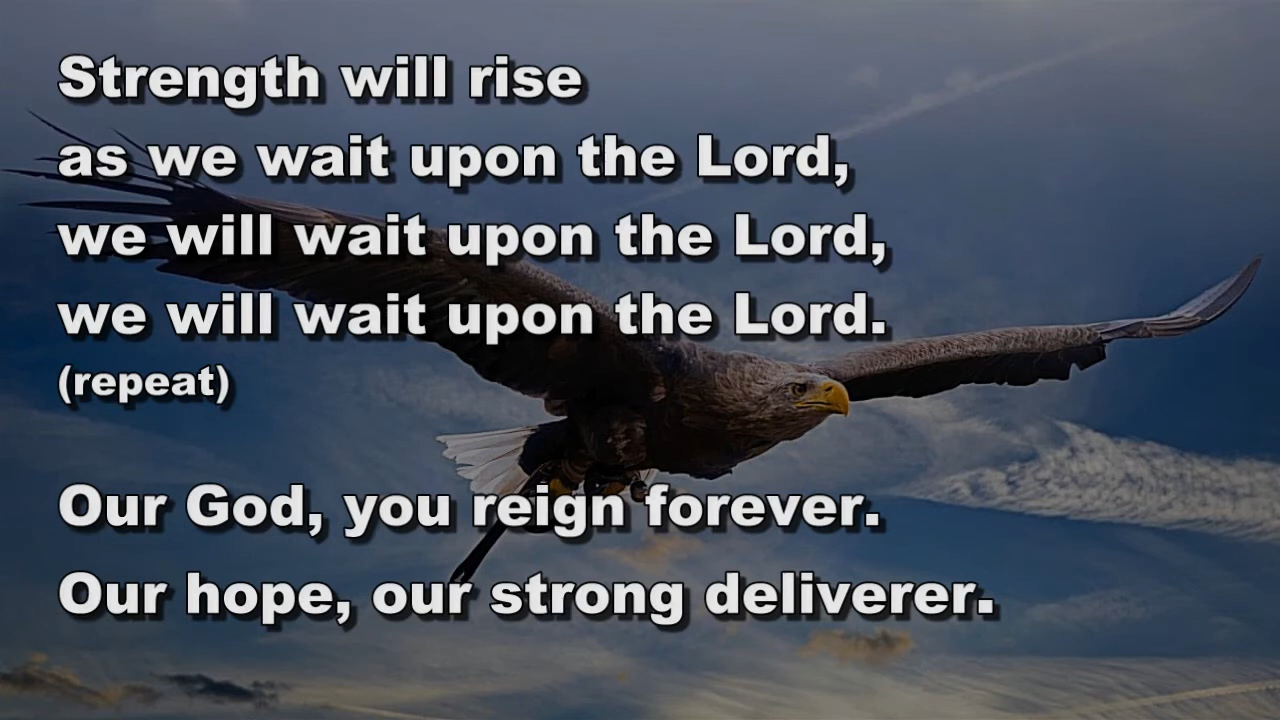 Strength will rise
as we wait upon the Lord,
we will wait upon the Lord,
we will wait upon the Lord.
(repeat)
Our God, you reign forever.
Our hope, our strong deliverer.